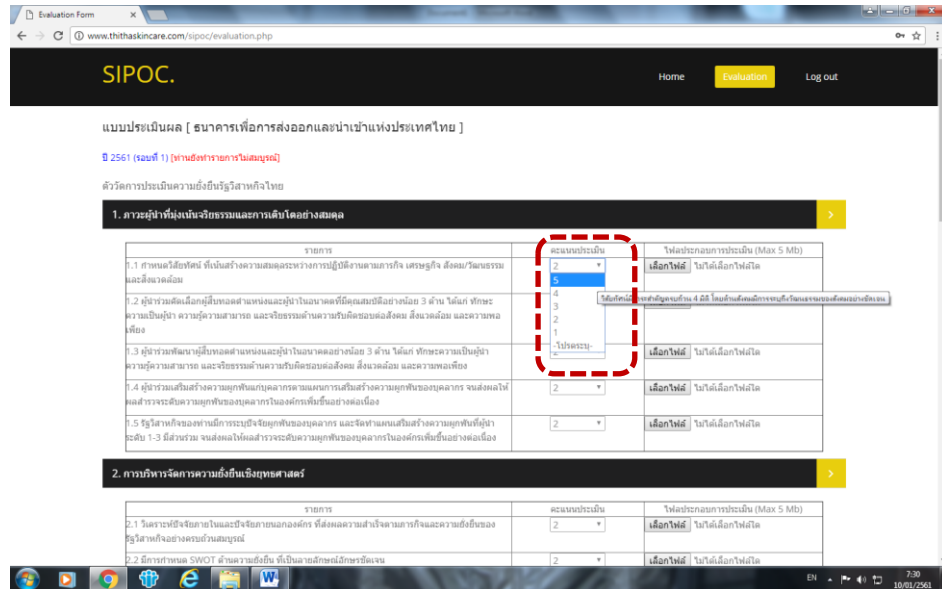 Evaluation Form
www.thithaskincare.com/sipoc/evaluation.php
SIPOC.
Home
Evaluation
Log out
แบบประเมินผล [ ธนาคารเพื่อการส่งออกและนำเข้าแห่งประเทศไทย ]
ปี 2561 (รอบที่ 1) [ท่านยังทำรายการไม่สมบูรณ์]
ตัววัดการประเมินความยั่งยืนรัฐวิสาหกิจไทย
1. ภาวะผู้นำที่มุ่งเน้นจริยธรรมและการเติบโตอย่างสมดุล
รายการ
คะแนนประเมิน
ไฟล์ประกอบการประเมิน (Max 5 Mb)
1.1 กำหนดวิสัยทัศน์ ที่เน้นสร้างความสมดุลระหว่างการปฏิบัติงานตามภารกิจ เศรษฐกิจ สังคม/วัฒนธรรม
และสิ่งแวดล้อม
2
เลือกไฟล์ ไม่ได้เลือกไฟล์ใด
5
4
3
2
1
-โปรดระบุ-
1.2 ผู้นำร่วมคัดเลือกผู้สืบทอดตำแหน่งและผู้นำในอนาคตที่มีคุณสมบัติอย่างน้อย 3 ด้าน ได้แก่ ทักษะ
ความเป็นผู้นำ ความรู้ความสามารถ และจริยธรรมด้านความรับผิดชอบต่อสังคม สิ่งแวดล้อม และความพอ
เพียง
1.3 ผู้นำร่วมพัฒนาผู้สืบทอดตำแหน่งและผู้นำในอนาคตอย่างน้อย 3 ด้าน ได้แก่ ทักษะความเป็นผู้นำ
ความรู้ความสามารถ และจริยธรรมด้านความรับผิดชอบต่อสังคม สิ่งแวดล้อม และความพอเพียง
เลือกไฟล์ ไม่ได้เลือกไฟล์ใด
1.4 ผู้นำร่วมเสริมสร้างความผูกพันแก่บุคลากรตามแผนการเสริมสร้างความผูกพันของบุคลากร จนส่งผลให้
ผลสำรวจระดับความผูกพันของบุคลากรในองค์กรเพิ่มขึ้นอย่างต่อเนื่อง
2
เลือกไฟล์ ไม่ได้เลือกไฟล์ใด
1.5 รัฐวิสาหกิจของท่านมีการระบุปัจจัยผูกพันของบุคลากร และจัดทำแผนเสริมสร้างความผูกพันที่ผู้นำ
ระดับ 1-3 มีส่วนร่วม จนส่งผลให้ผลสำรวจระดับความผูกพันของบุคลากรในองค์กรเพิ่มขึ้นอย่างต่อเนื่อง
2
เลือกไฟล์ ไม่ได้เลือกไฟล์ใด
2. การบริหารจัดการความยั่งยืนเชิงยุทธศาสตร์
รายการ
คะแนนประเมิน
ไฟล์ประกอบการประเมิน (Max 5 Mb)
2.1 วิเคราะห์ปัจจัยภายในและปัจจัยภายนอกองค์กร ที่ส่งผลความสำเร็จตามภารกิจและความยั่งยืนของ
รัฐวิสาหกิจอย่างครบถ้วนสมบูรณ์
2
เลือกไฟล์ ไม่ได้เลือกไฟล์ใด
2.2 มีการกำหนด SWOT ด้านความยั่งยืน ที่เป็นลายลักษณ์อักษรชัดเจน
2
เลือกไฟล์ ไม่ได้เลือกไฟล์ใด
EN
7:30
10/01/2561